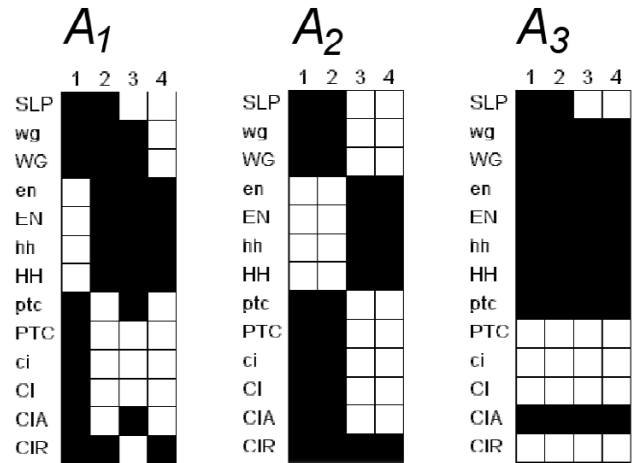 A1 A2 A3
1 2 3 4 1 2 3 4 1 2 3 4
SLP SLP SLP
wg wg wg
WG WG WG
en en en
EN EN EN
hh hh hh
HH HH HH
ptc ptc ptc
PTC PTC PTC
ci ci ci
CI CI CI
CIA CIA CIA
CIR CIR CIR